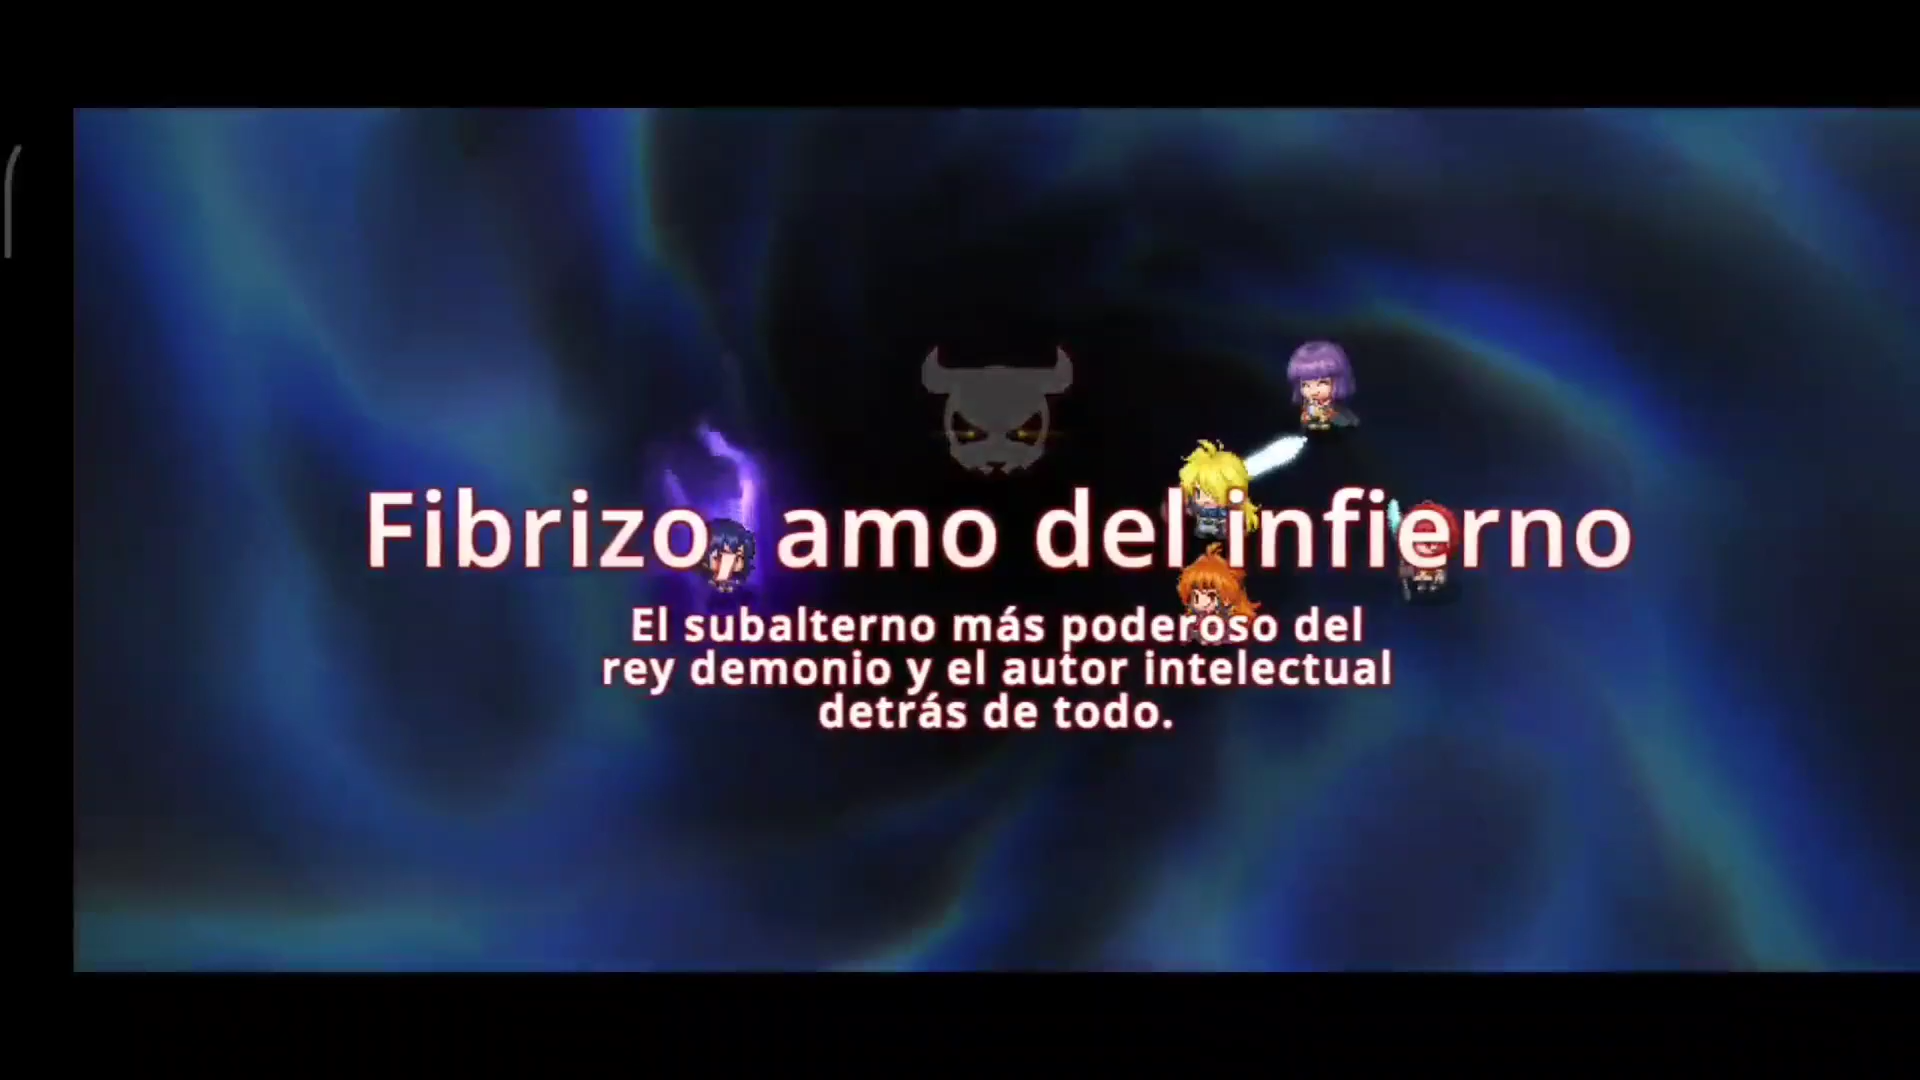 Fibrizo, amo del infierno
El subalterno más poderoso del
rey demonio y el autor intelectual
detrás de todo.